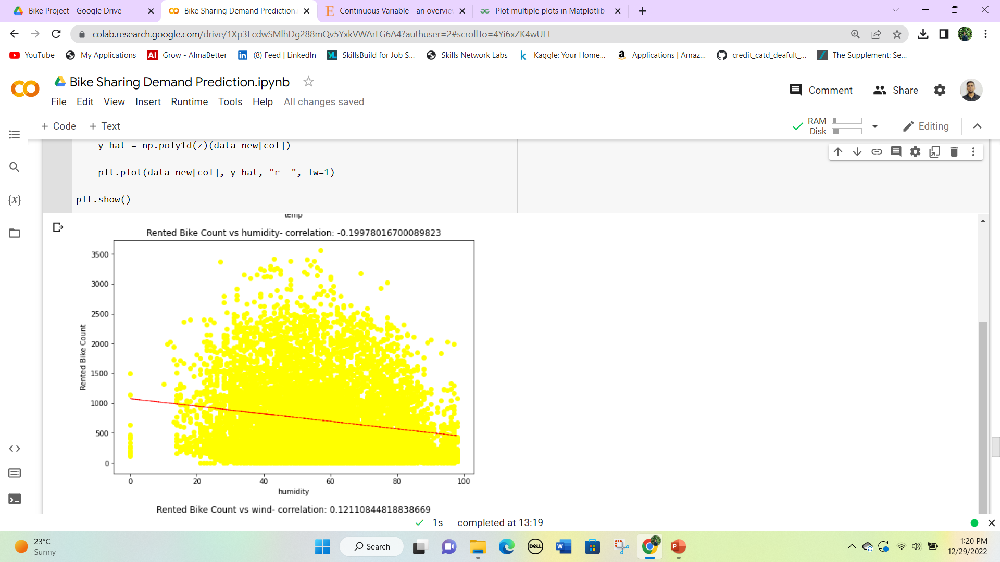 Bike Project - Google Drive
Bike Sharing Demand Prediction.
Continuous Variable - an overvie
Plot multiple plots in Matplotlib -
colab.research.google.com/drive/1Xp3FcdwSMlhDg288mQv5YxkVWArLG6A4?authuser=2#scrollTo=4Yi6xZK4wUEt
YouTube
My Applications
AI
Grow - AlmaBetter
in
(8) Feed | LinkedIn
SkillsBuild for Job S...
Skills Network Labs
Kaggle: Your Home...
Applications | Amaz...
credit_catd_deafult_...
The Supplement: Se...
Bike Sharing Demand Prediction.ipynb
File Edit View Insert Runtime Tools Help All changes saved
Comment
Share
+ Code + Text
RAM
Disk
Editing
y_hat = np.poly1d(z)(data_new[col])
plt.plot(data_new[col], y_hat, "r--", lw=1)
plt.show()
temp
Rented Bike Count vs humidity- correlation: -0.19978016700089823
3500
3000
2500
2000
1500
1000
500
0
Rented Bike Count
0 20 40 60 80 100
humidity
Rented Bike Count vs wind- correlation: 0.12110844818838669
1s completed at 13:19
23°C
Sunny
Search
DELL
1:20 PM
12/29/2022